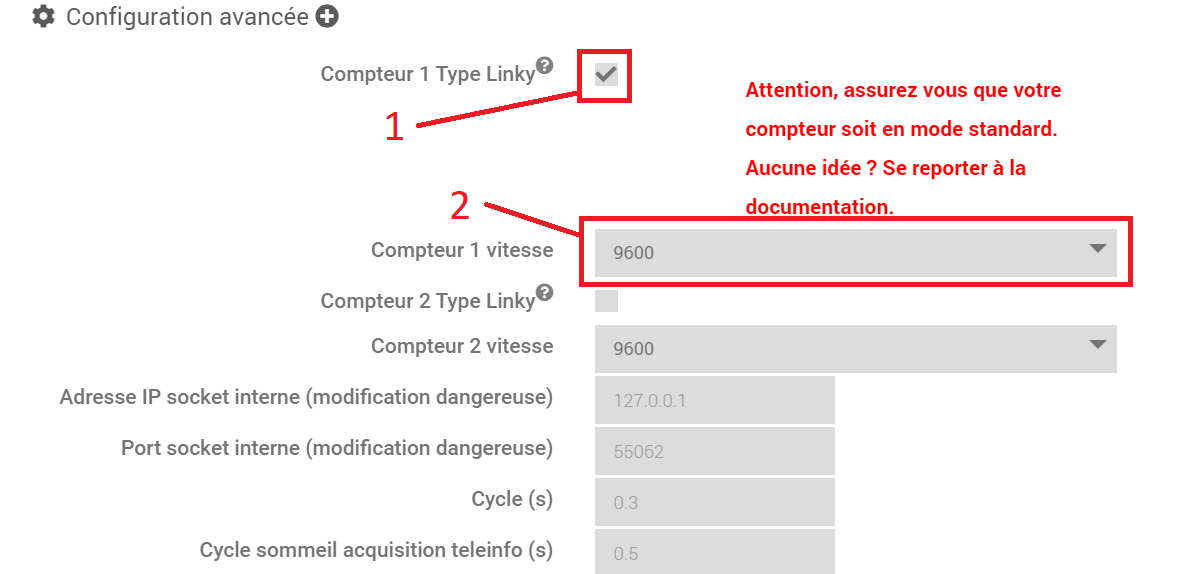 Configuration avancée
Compteur 1 Type Linky
1
Attention, assurez vous que votre
compteur soit en mode standard.
Aucune idée ? Se reporter à la
documentation.
2
Compteur 1 vitesse
9600
Compteur 2 Type Linky
Compteur 2 vitesse
9600
Adresse IP socket interne (modification dangereuse)
127.0.0.1
Port socket interne (modification dangereuse)
55062
Cycle (s)
0.3
Cycle sommeil acquisition teleinfo (s)
0.5